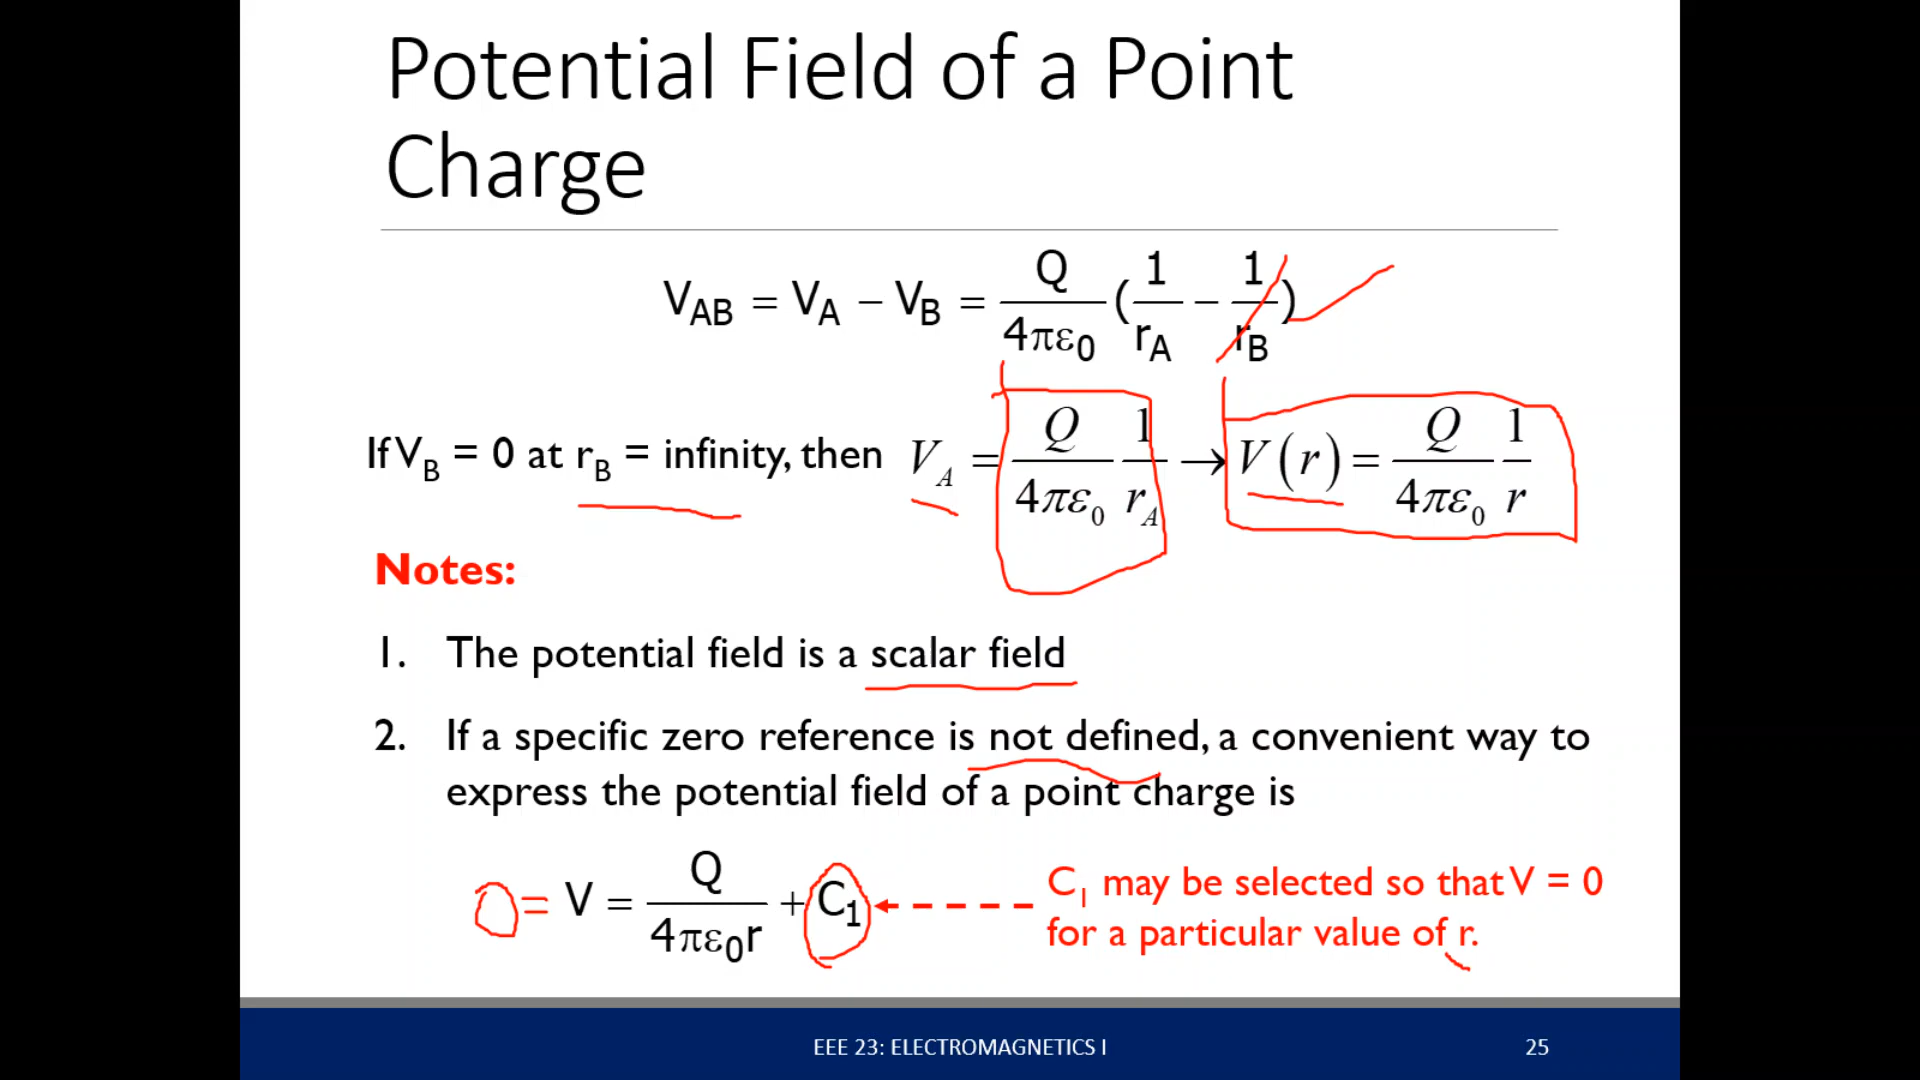 Potential Field of a Point
Charge
V_AB = V_A − V_B = Q/(4πε_0) (1/r_A − 1/r_B)
If V_B = 0 at r_B = infinity, then V_A = Q/(4πε_0) 1/r_A → V(r) = Q/(4πε_0) 1/r
Notes:
1. The potential field is a scalar field
2. If a specific zero reference is not defined, a convenient way to
express the potential field of a point charge is
0 = V = Q/(4πε_0r) + C_1
C_1 may be selected so that V = 0
for a particular value of r.
EEE 23: ELECTROMAGNETICS I
25